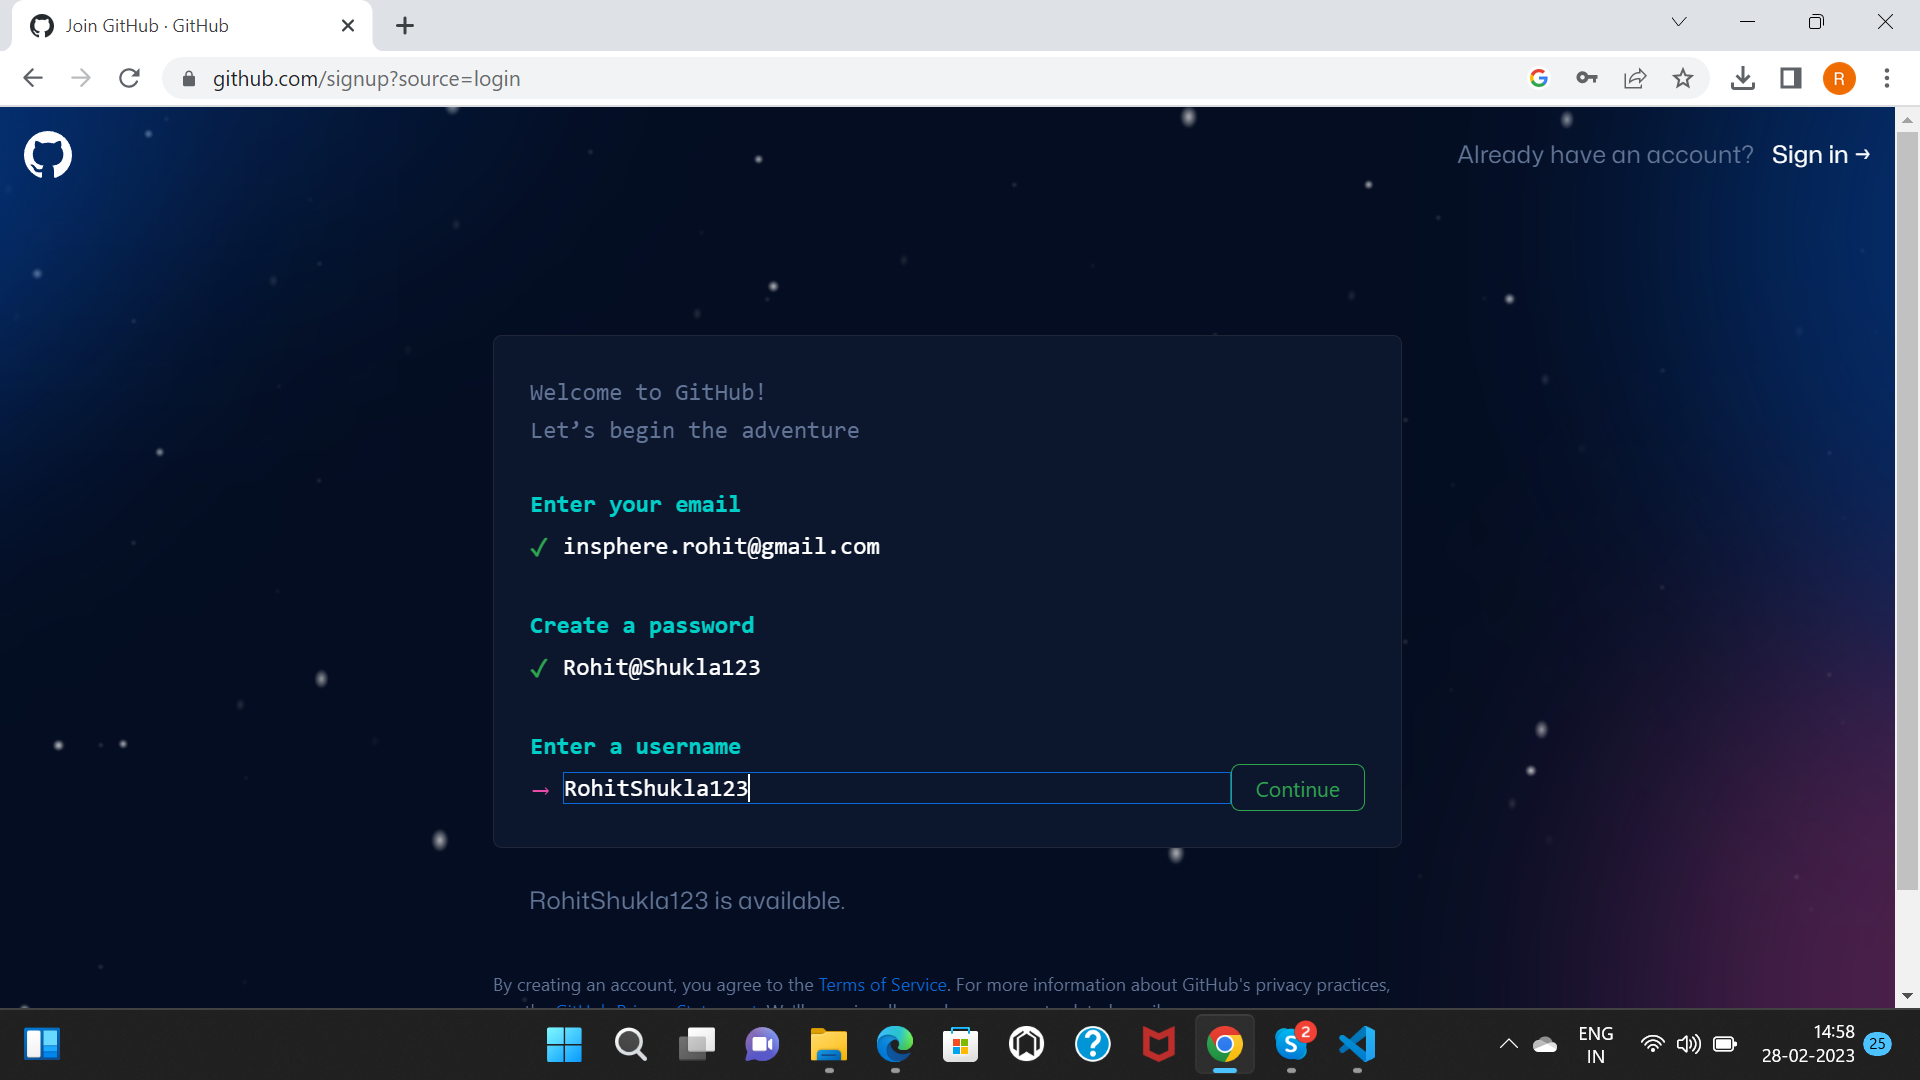 Join GitHub · GitHub
github.com/signup?source=login
R
Already have an account? Sign in →
Welcome to GitHub!
Let’s begin the adventure
Enter your email
✓ insphere.rohit@gmail.com
Create a password
✓ Rohit@Shukla123
Enter a username
→ RohitShukla123
Continue
RohitShukla123 is available.
By creating an account, you agree to the Terms of Service. For more information about GitHub's privacy practices,
2
ENG
IN
14:58
28-02-2023
25